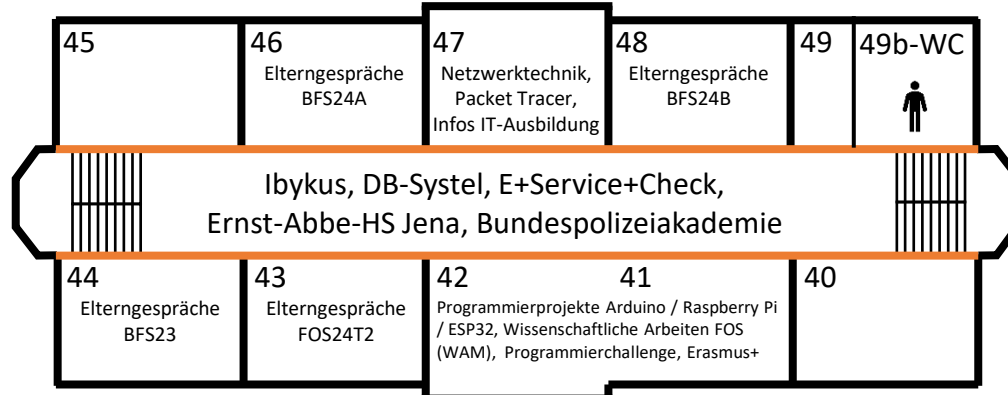 45
46
Elterngespräche
BFS24A
47
Netzwerktechnik,
Packet Tracer,
Infos IT-Ausbildung
48
Elterngespräche
BFS24B
49
49b-WC
Ibykus, DB-Systel, E+Service+Check,
Ernst-Abbe-HS Jena, Bundespolizeiakademie
44
Elterngespräche
BFS23
43
Elterngespräche
FOS24T2
42
41
Programmierprojekte Arduino / Raspberry Pi
/ ESP32, Wissenschaftliche Arbeiten FOS
(WAM), Programmierchallenge, Erasmus+
40